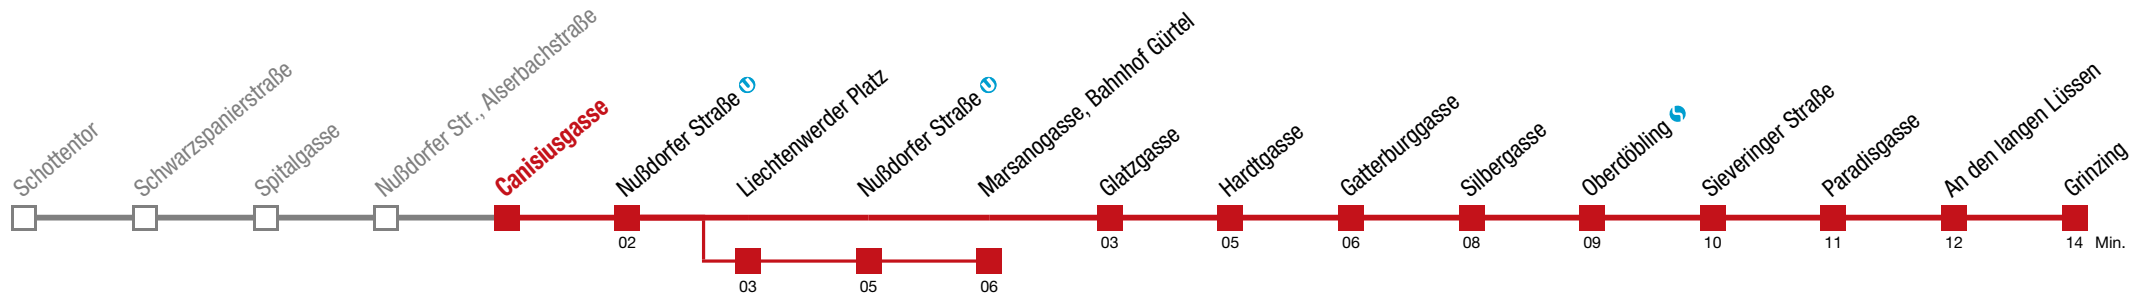 Schottentor
Schwarzspanierstraße
Spitalgasse
Nußdorfer Str., Alserbachstraße
Canisiusgasse
Nußdorfer Straße U
Liechtenwerder Platz
Nußdorfer Straße U
Marsanogasse, Bahnhof Gürtel
Glatzgasse
Hardtgasse
Gatterburggasse
Silbergasse
Oberdöbling
Sieveringer Straße
Paradisgasse
An den langen Lüssen
Grinzing
02
03
05
06
08
09
10
11
12
14 Min.
03
05
06